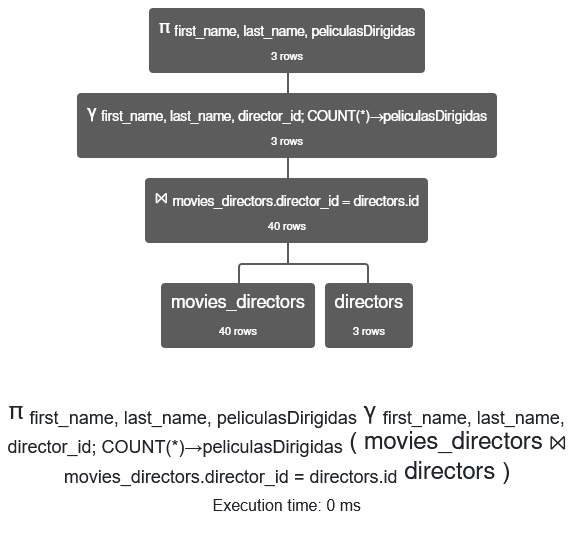 π first_name, last_name, peliculasDirigidas
3 rows
γ first_name, last_name, director_id; COUNT(*)→peliculasDirigidas
3 rows
⋈ movies_directors.director_id = directors.id
40 rows
movies_directors
40 rows
directors
3 rows
π first_name, last_name, peliculasDirigidas γ first_name, last_name,
director_id; COUNT(*)→peliculasDirigidas ( movies_directors ⋈
movies_directors.director_id = directors.id directors )
Execution time: 0 ms